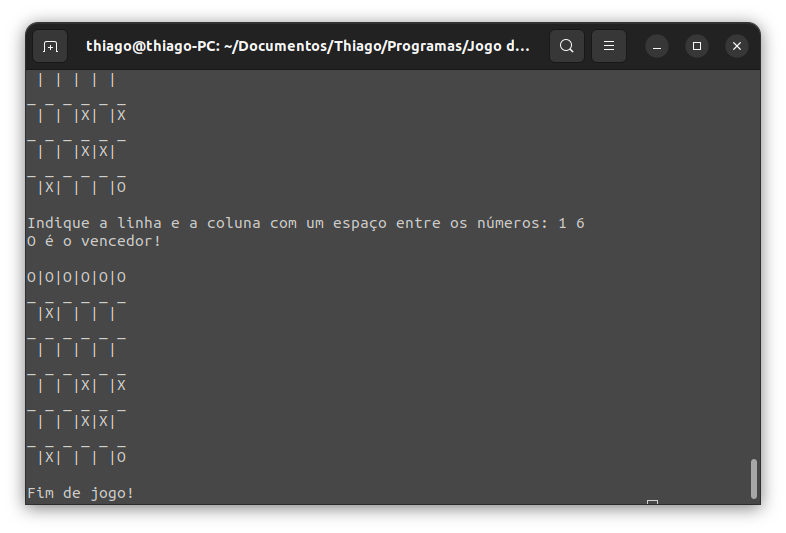 thiago@thiago-PC: ~/Documentos/Thiago/Programas/Jogo d...
 | | | | |
_ _ _ _ _ _
 | | |X| |X
_ _ _ _ _ _
 | | |X|X|
_ _ _ _ _ _
 |X| | | |O
Indique a linha e a coluna com um espaço entre os números: 1 6
O é o vencedor!
O|O|O|O|O|O
_ _ _ _ _ _
 |X| | | |
_ _ _ _ _ _
 | | | | |
_ _ _ _ _ _
 | | |X| |X
_ _ _ _ _ _
 | | |X|X|
_ _ _ _ _ _
 |X| | | |O
Fim de jogo!